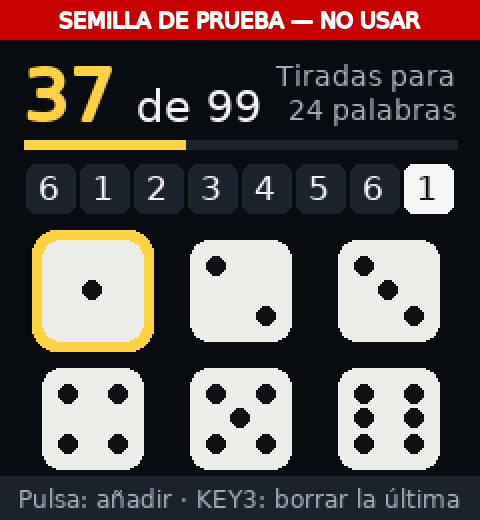 SEMILLA DE PRUEBA — NO USAR
37 de 99
Tiradas para
24 palabras
6 1 2 3 4 5 6 1
Pulsa: añadir · KEY3: borrar la última